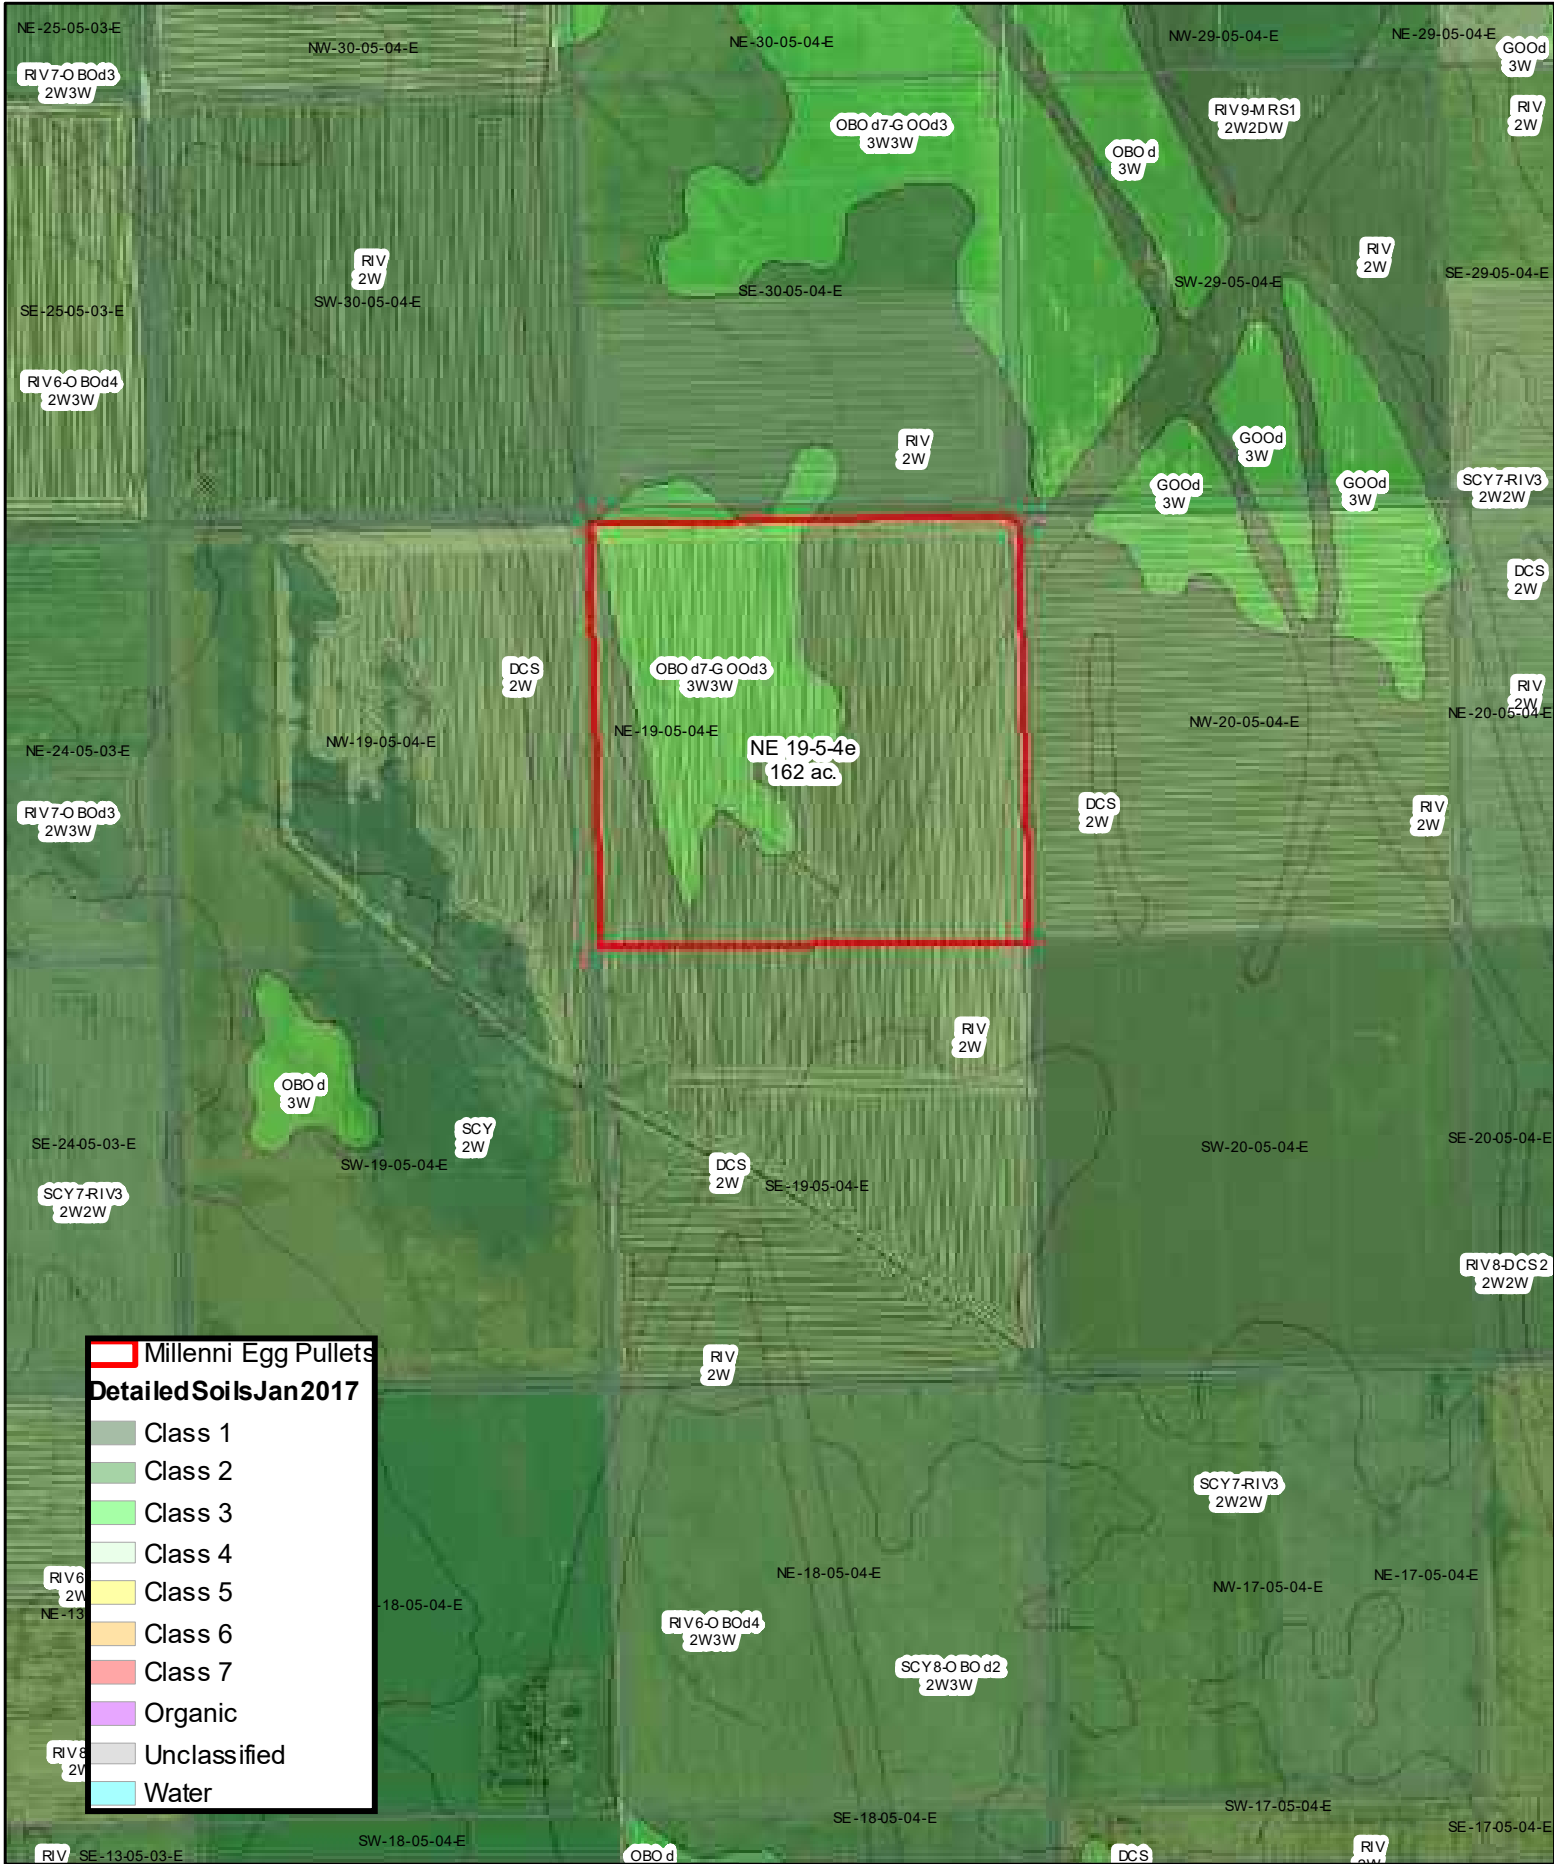 NE-25-05-03-E
NW-30-05-04-E
NE-30-05-04-E
NW-29-05-04-E
NE-29-05-04-E
GOOd
3W
RIV7-OBOd3
2W3W
OBOd7-GOOd3
3W3W
RIV9-MRS1
2W2DW
RIV
2W
OBOd
3W
RIV
2W
RIV
2W
SE-25-05-03-E
SW-30-05-04-E
SE-30-05-04-E
SW-29-05-04-E
SE-29-05-04-E
RIV6-OBOd4
2W3W
RIV
2W
GOOd
3W
GOOd
3W
GOOd
3W
SCY7-RIV3
2W2W
DCS
2W
DCS
2W
OBOd7-GOOd3
3W3W
RIV
2W
NE-19-05-04-E
NW-20-05-04-E
NE-20-05-04-E
NE-24-05-03-E
NW-19-05-04-E
NE 19-5-4e
162 ac.
RIV7-OBOd3
2W3W
DCS
2W
RIV
2W
RIV
2W
OBOd
3W
SCY
2W
SE-24-05-03-E
SW-19-05-04-E
DCS
2W
SE-19-05-04-E
SW-20-05-04-E
SE-20-05-04-E
SCY7-RIV3
2W2W
RIV8-DCS2
2W2W
RIV
2W
Millenni Egg Pullets
DetailedSoilsJan2017
Class 1
Class 2
Class 3
Class 4
Class 5
Class 6
Class 7
Organic
Unclassified
Water
SCY7-RIV3
2W2W
RIV6
2W
NE-13
-18-05-04-E
NE-18-05-04-E
NW-17-05-04-E
NE-17-05-04-E
RIV6-OBOd4
2W3W
SCY8-OBOd2
2W3W
RIV8
2W
SW-18-05-04-E
SE-18-05-04-E
SW-17-05-04-E
SE-17-05-04-E
RIV
SE-13-05-03-E
OBOd
DCS
RIV
2W